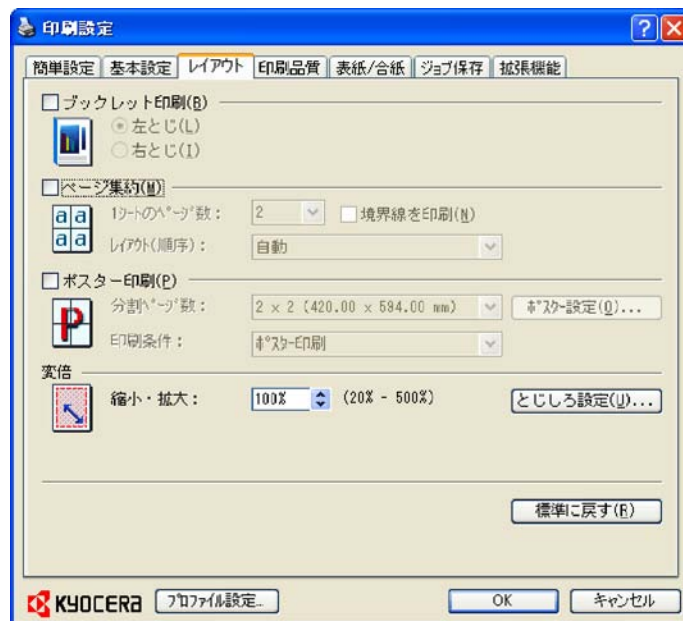 印刷設定
簡単設定 基本設定 レイアウト 印刷品質 表紙/合紙 ジョブ保存 拡張機能
ブックレット印刷(B)
左とじ(L)
右とじ(I)
ページ集約(M)
1シートのページ数: 2 境界線を印刷(N)
レイアウト(順序): 自動
ポスター印刷(P)
分割ページ数: 2 × 2 (420.00 x 594.00 mm) ポスター設定(O)...
印刷条件: ポスター印刷
変倍
縮小・拡大: 100% (20% - 500%) とじしろ設定(U)...
標準に戻す(R)
KYOCERA プロファイル設定... OK キャンセル